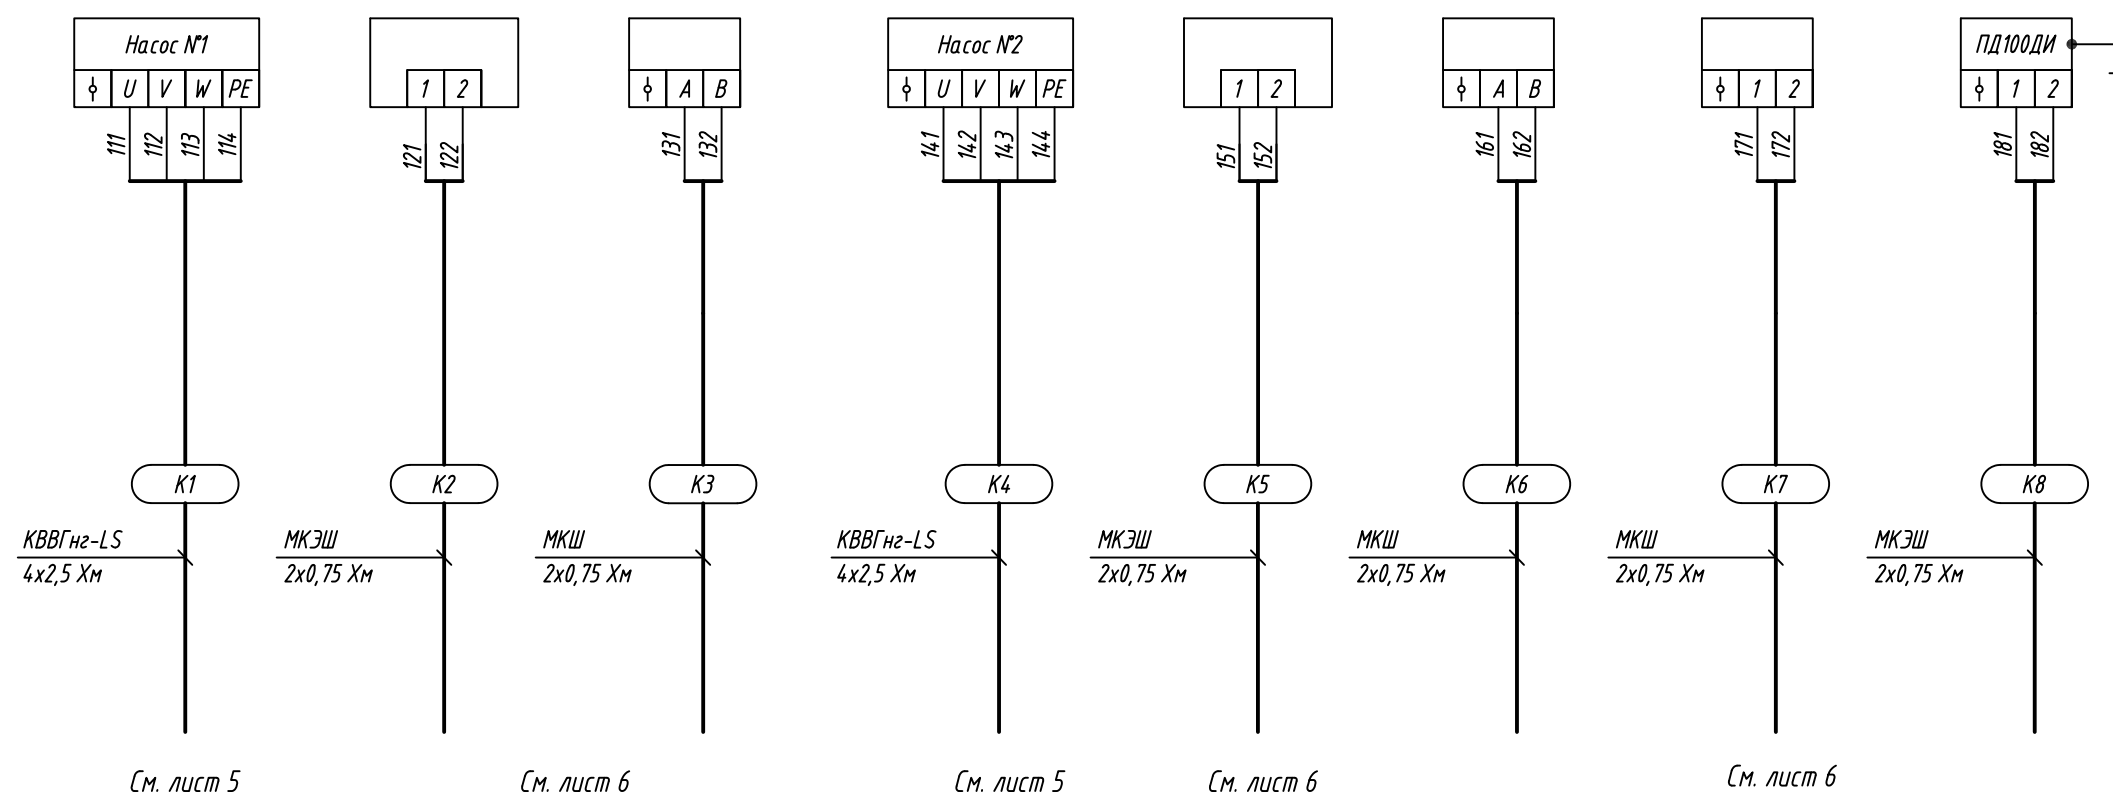 Насос №1
Насос №2
ПД100ДИ
U V W PE
1 2
A B
U V W PE
1 2
A B
1 2
1 2
111 112 113 114
121 122
131 132
141 142 143 144
151 152
161 162
171 172
181 182
К1
К2
К3
К4
К5
К6
К7
К8
КВВГнг-LS
4х2,5 Хм
МКЭШ
2х0,75 Хм
МКШ
2х0,75 Хм
КВВГнг-LS
4х2,5 Хм
МКЭШ
2х0,75 Хм
МКШ
2х0,75 Хм
МКШ
2х0,75 Хм
МКЭШ
2х0,75 Хм
См. лист 5
См. лист 6
См. лист 5
См. лист 6
См. лист 6